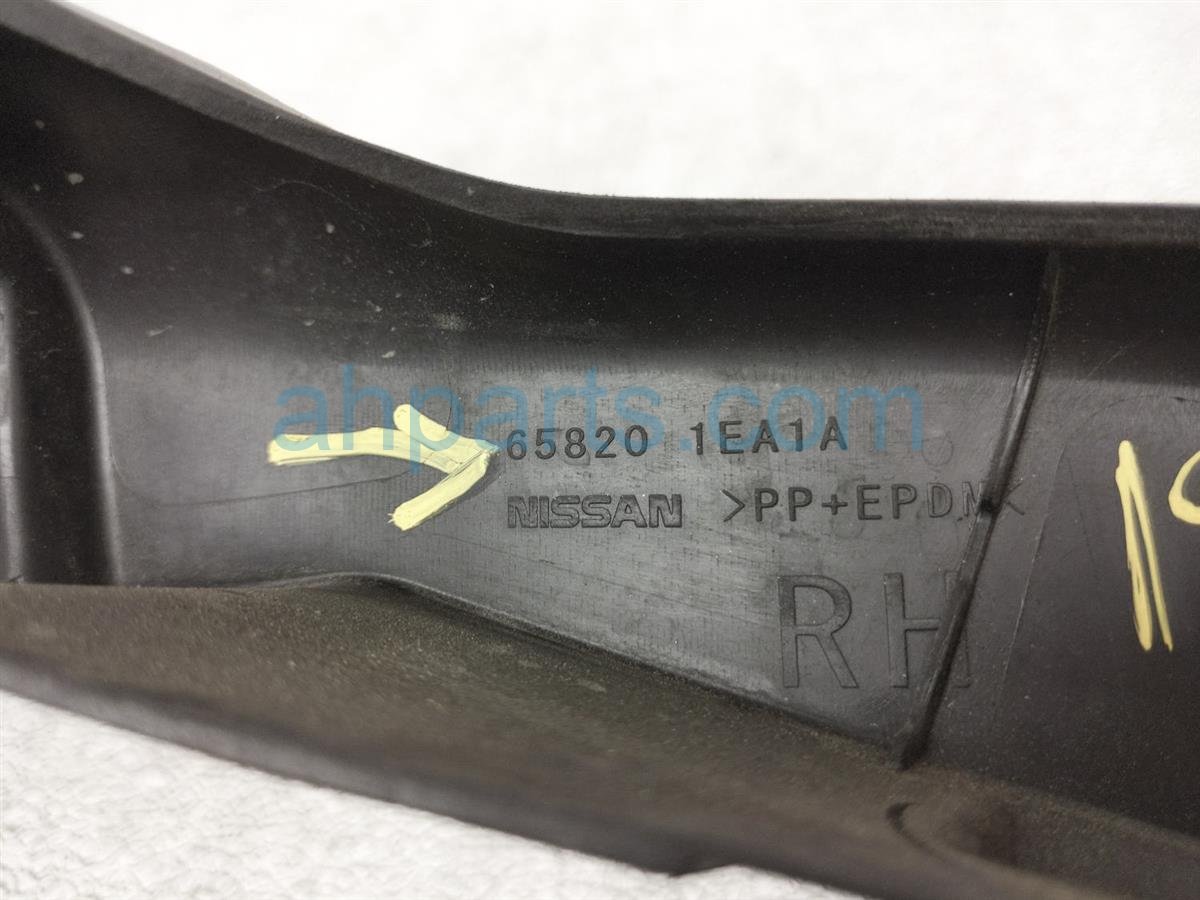 ahparts.com
65820 1EA1A
NISSAN >PP+EPDM<
RH